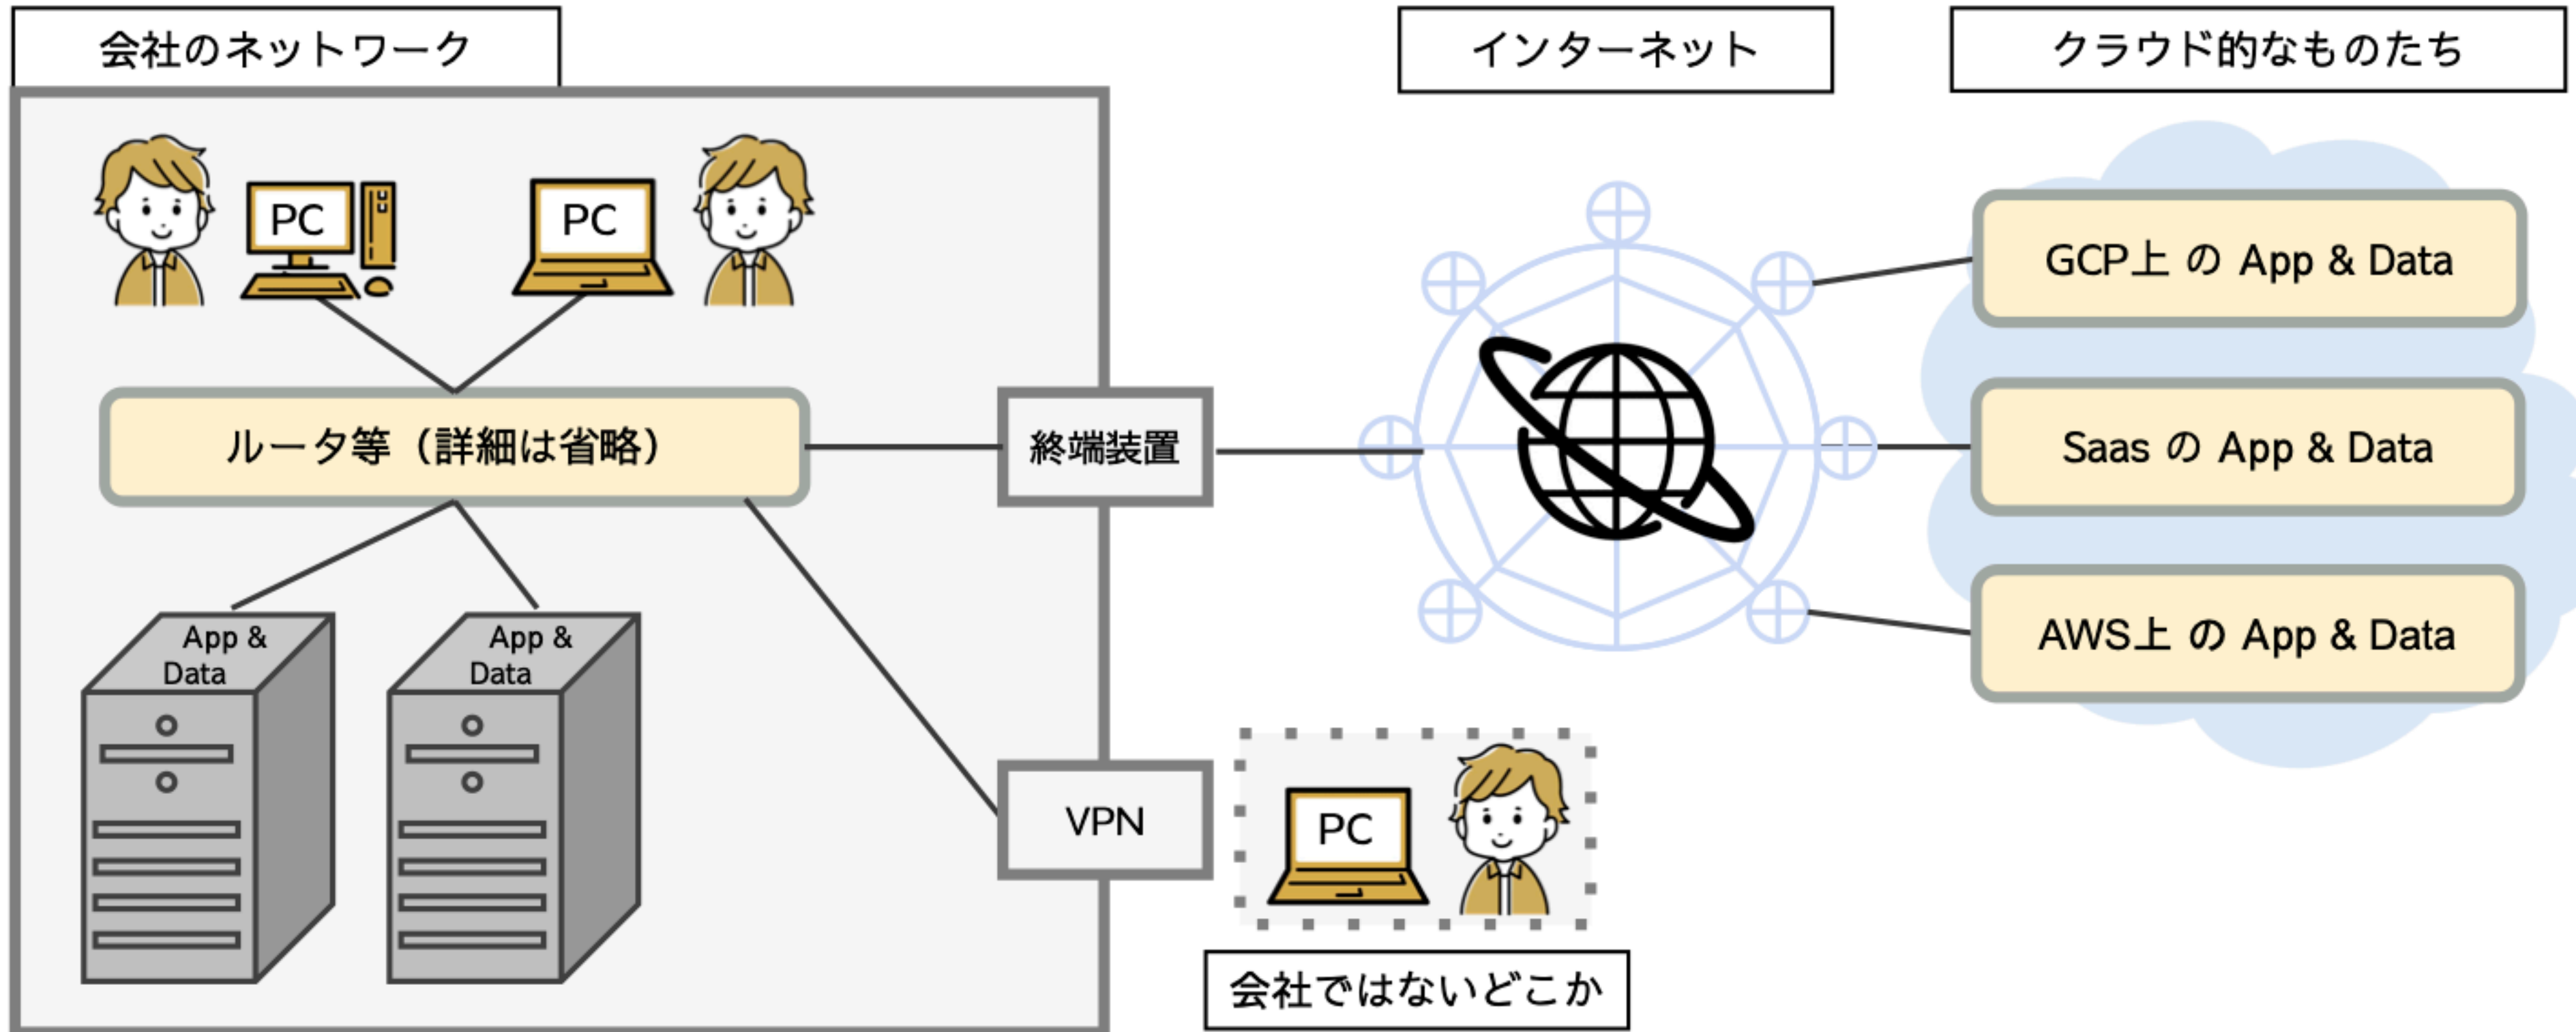 会社のネットワーク
インターネット
クラウド的なものたち
PC
PC
GCP上 の App & Data
ルータ等（詳細は省略）
終端装置
Saas の App & Data
App &
Data
App &
Data
AWS上 の App & Data
VPN
PC
会社ではないどこか